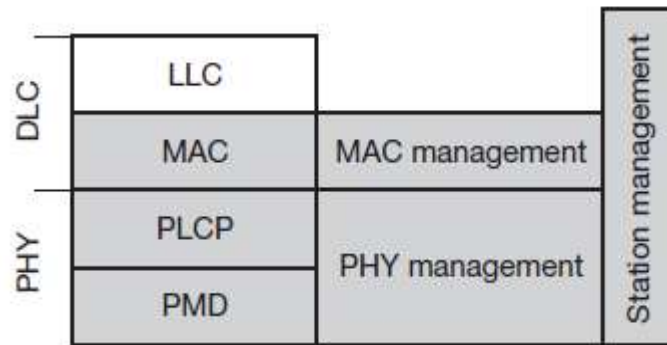 DLC
LLC
MAC
MAC management
PHY
PLCP
PMD
PHY management
Station management